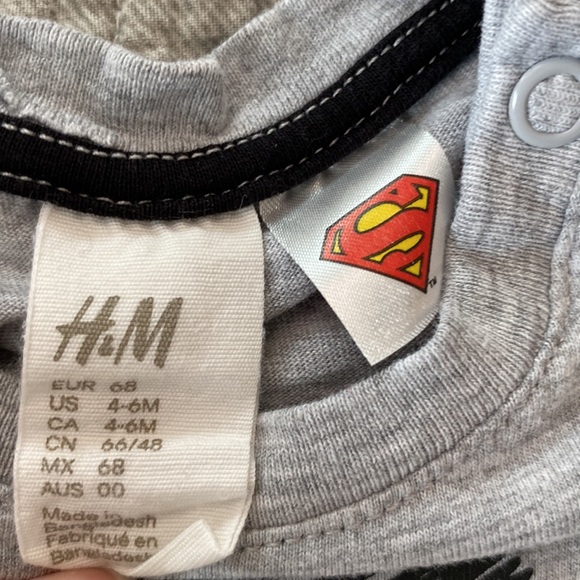 H&M
EUR 68
US 4-6M
CA 4-6M
CN 66/48
MX 68
AUS 00
Made in
Bangladesh
Fabriqué en
Bangladesh
S
TM